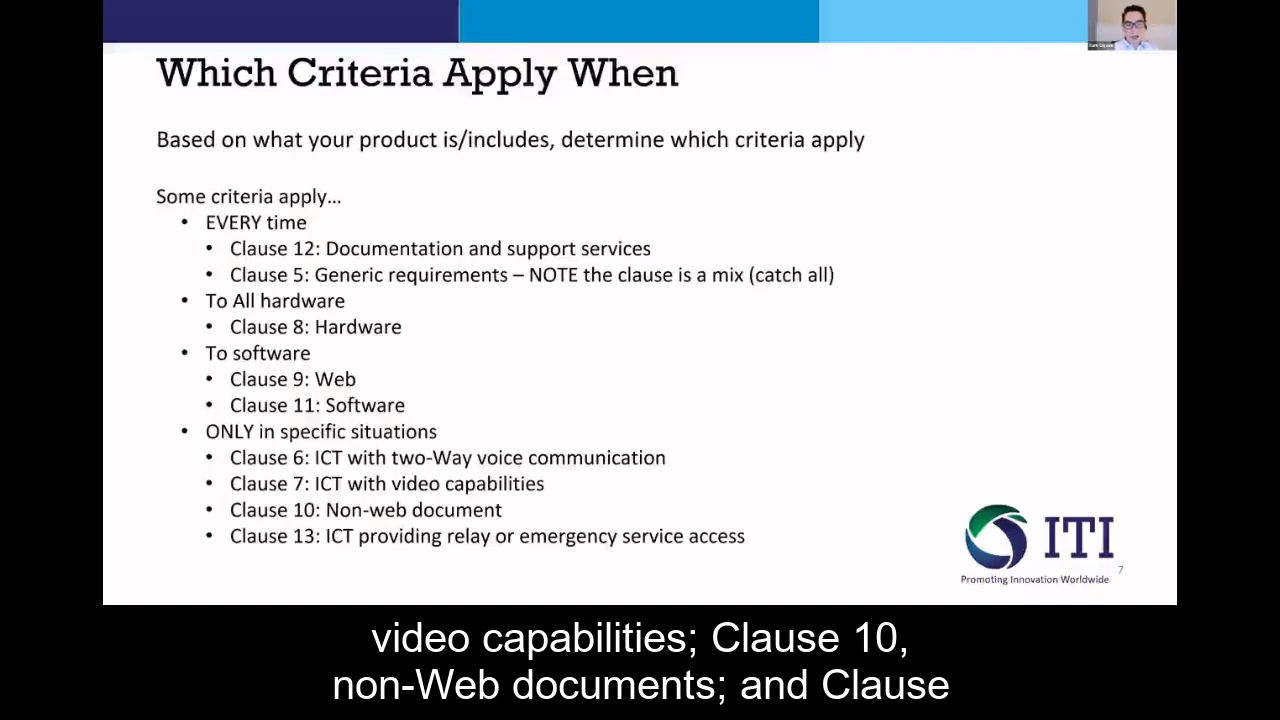 Which Criteria Apply When
Based on what your product is/includes, determine which criteria apply
Some criteria apply...
• EVERY time
• Clause 12: Documentation and support services
• Clause 5: Generic requirements – NOTE the clause is a mix (catch all)
• To All hardware
• Clause 8: Hardware
• To software
• Clause 9: Web
• Clause 11: Software
• ONLY in specific situations
• Clause 6: ICT with two-Way voice communication
• Clause 7: ICT with video capabilities
• Clause 10: Non-web document
• Clause 13: ICT providing relay or emergency service access
ITI
Promoting Innovation Worldwide
7
video capabilities; Clause 10,
non-Web documents; and Clause